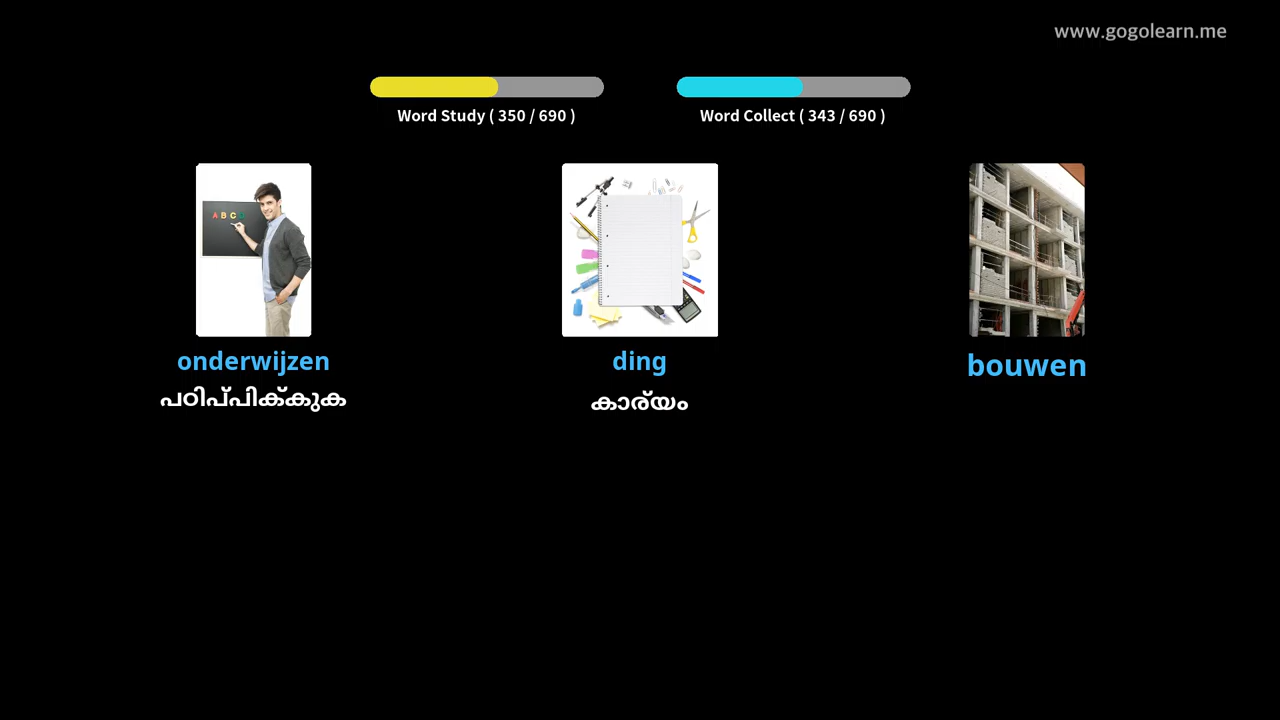 www.gogolearn.me
Word Study ( 350 / 690 )
Word Collect ( 343 / 690 )
A B C D
onderwijzen
ding
bouwen
പഠിപ്പിക്കുക
കാര്യം